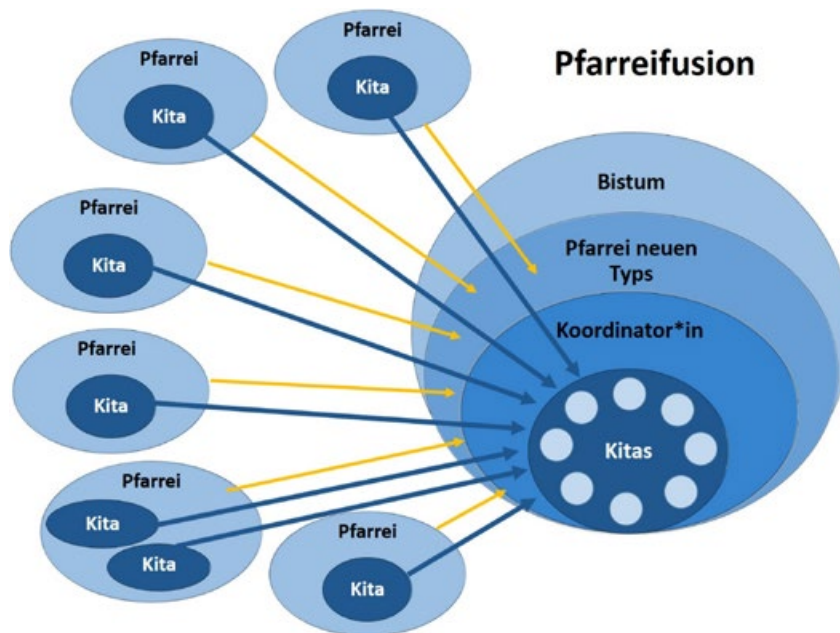 Pfarreifusion
Pfarrei
Kita
Pfarrei
Kita
Pfarrei
Kita
Pfarrei
Kita
Pfarrei
Kita
Kita
Pfarrei
Kita
Bistum
Pfarrei neuen
Typs
Koordinator*in
Kitas